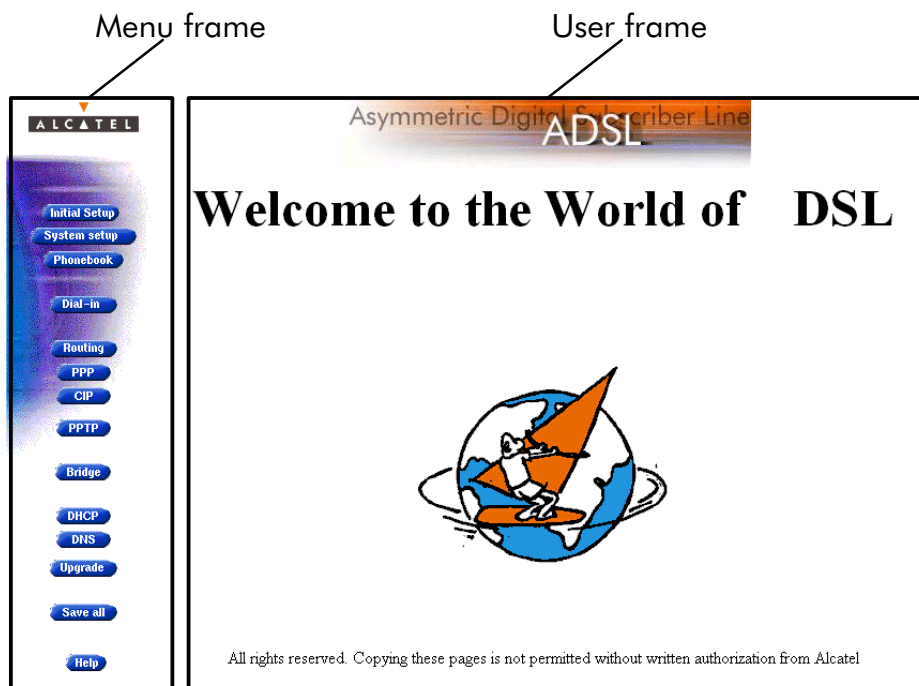 Menu frame
User frame
ALCATEL
Initial Setup
System setup
Phonebook
Dial-in
Routing
PPP
CIP
PPTP
Bridge
DHCP
DNS
Upgrade
Save all
Help
Asymmetric Digital Subscriber Line
ADSL
Welcome to the World of DSL
All rights reserved. Copying these pages is not permitted without written authorization from Alcatel